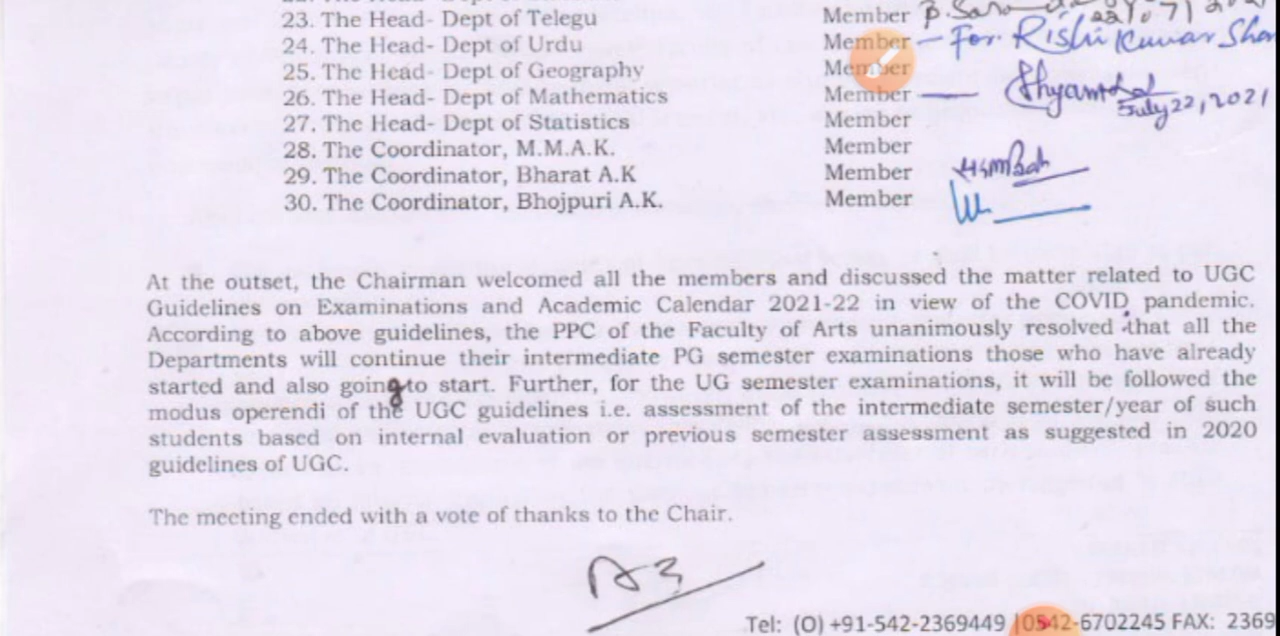 23. The Head- Dept of Telegu Member
22/07/2021
24. The Head- Dept of Urdu Member - For. Rishi Kumar Shar
25. The Head- Dept of Geography Member
26. The Head- Dept of Mathematics Member — Shyam Lal
July 22, 2021
27. The Head- Dept of Statistics Member
28. The Coordinator, M.M.A.K. Member
29. The Coordinator, Bharat A.K Member
30. The Coordinator, Bhojpuri A.K. Member
At the outset, the Chairman welcomed all the members and discussed the matter related to UGC
Guidelines on Examinations and Academic Calendar 2021-22 in view of the COVID pandemic.
According to above guidelines, the PPC of the Faculty of Arts unanimously resolved that all the
Departments will continue their intermediate PG semester examinations those who have already
started and also going to start. Further, for the UG semester examinations, it will be followed the
modus operendi of the UGC guidelines i.e. assessment of the intermediate semester/year of such
students based on internal evaluation or previous semester assessment as suggested in 2020
guidelines of UGC.
The meeting ended with a vote of thanks to the Chair.
Tel: (O) +91-542-2369449 |0542-6702245 FAX: 2369